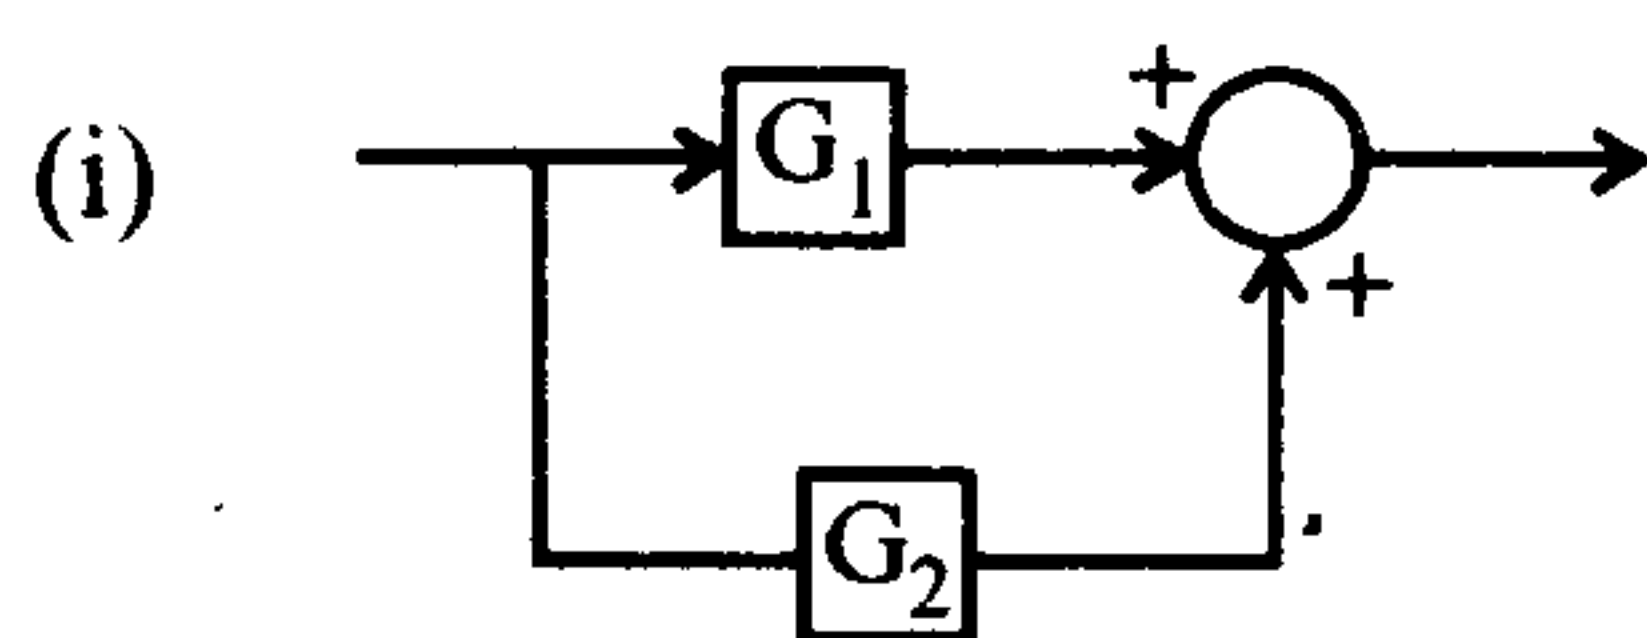 (i)
G₁
+
+
G₂